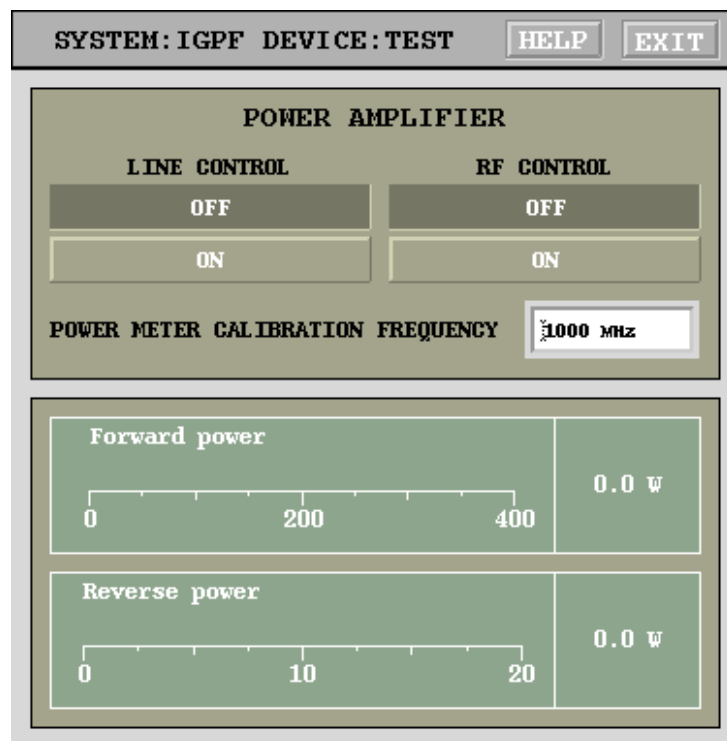 SYSTEM:IGPF DEVICE:TEST HELP EXIT
POWER AMPLIFIER
LINE CONTROL RF CONTROL
OFF OFF
ON ON
POWER METER CALIBRATION FREQUENCY 1000 MHz
Forward power
0.0 W
0 200 400
Reverse power
0.0 W
0 10 20